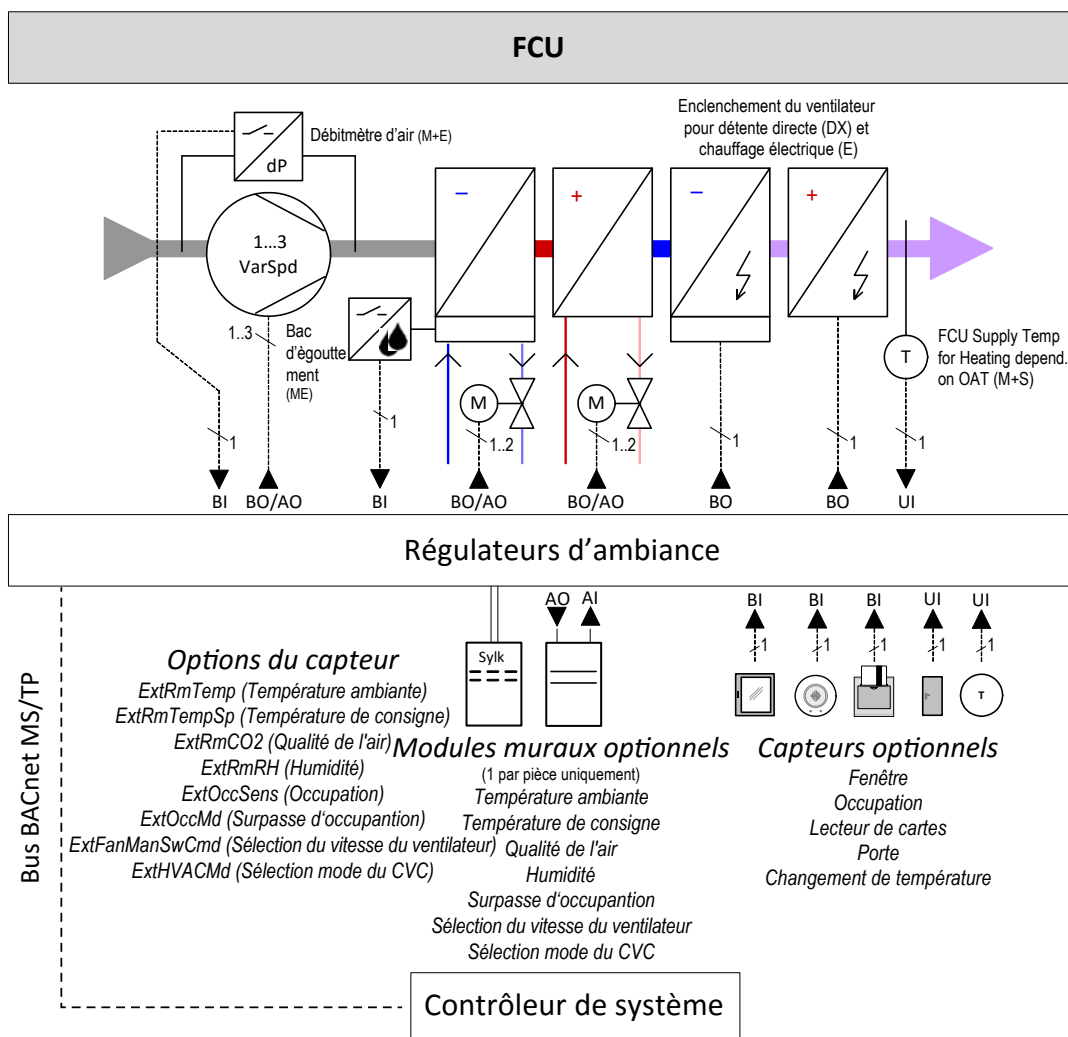 FCU
Enclenchement du ventilateur
pour détente directe (DX) et
chauffage électrique (E)
Débitmètre d'air (M+E)
dP
1...3
VarSpd
1..3
Bac
d'ègoutte
ment
(ME)
–
+
–
+
M
M
T
FCU Supply Temp
for Heating depend.
on OAT (M+S)
1
1
1..2
1..2
1
1
1
BI
BO/AO
BI
BO/AO
BO/AO
BO
BO
UI
Régulateurs d'ambiance
AO
AI
BI
BI
BI
UI
UI
1
1
1
1
1
Sylk
T
Options du capteur
ExtRmTemp (Température ambiante)
ExtRmTempSp (Température de consigne)
ExtRmCO2 (Qualité de l'air)
ExtRmRH (Humidité)
ExtOccSens (Occupation)
ExtOccMd (Surpasse d'occupantion)
ExtFanManSwCmd (Sélection du vitesse du ventilateur)
ExtHVACMd (Sélection mode du CVC)
Modules muraux optionnels
(1 par pièce uniquement)
Température ambiante
Température de consigne
Qualité de l'air
Humidité
Surpasse d'occupantion
Sélection du vitesse du ventilateur
Sélection mode du CVC
Capteurs optionnels
Fenêtre
Occupation
Lecteur de cartes
Porte
Changement de température
Bus BACnet MS/TP
Contrôleur de système